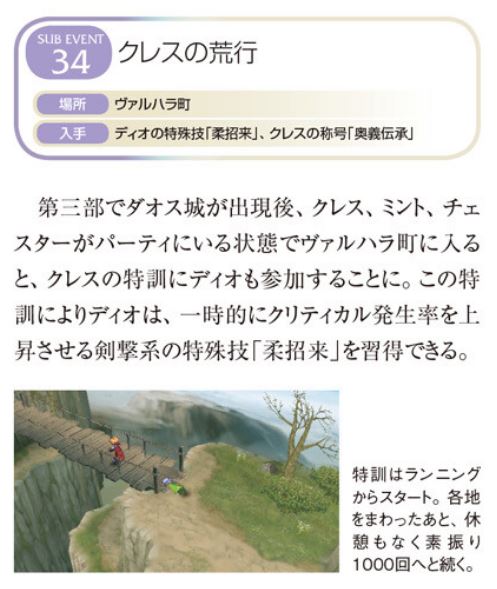 SUB EVENT
34
クレスの荒行
場所 ヴァルハラ町
入手 ディオの特殊技「柔招来」、クレスの称号「奥義伝承」
第三部でダオス城が出現後、クレス、ミント、チェ
スターがパーティにいる状態でヴァルハラ町に入る
と、クレスの特訓にディオも参加することに。この特
訓によりディオは、一時的にクリティカル発生率を上
昇させる剣撃系の特殊技「柔招来」を習得できる。
特訓はランニング
からスタート。各地
をまわったあと、休
憩もなく素振り
1000回へと続く。